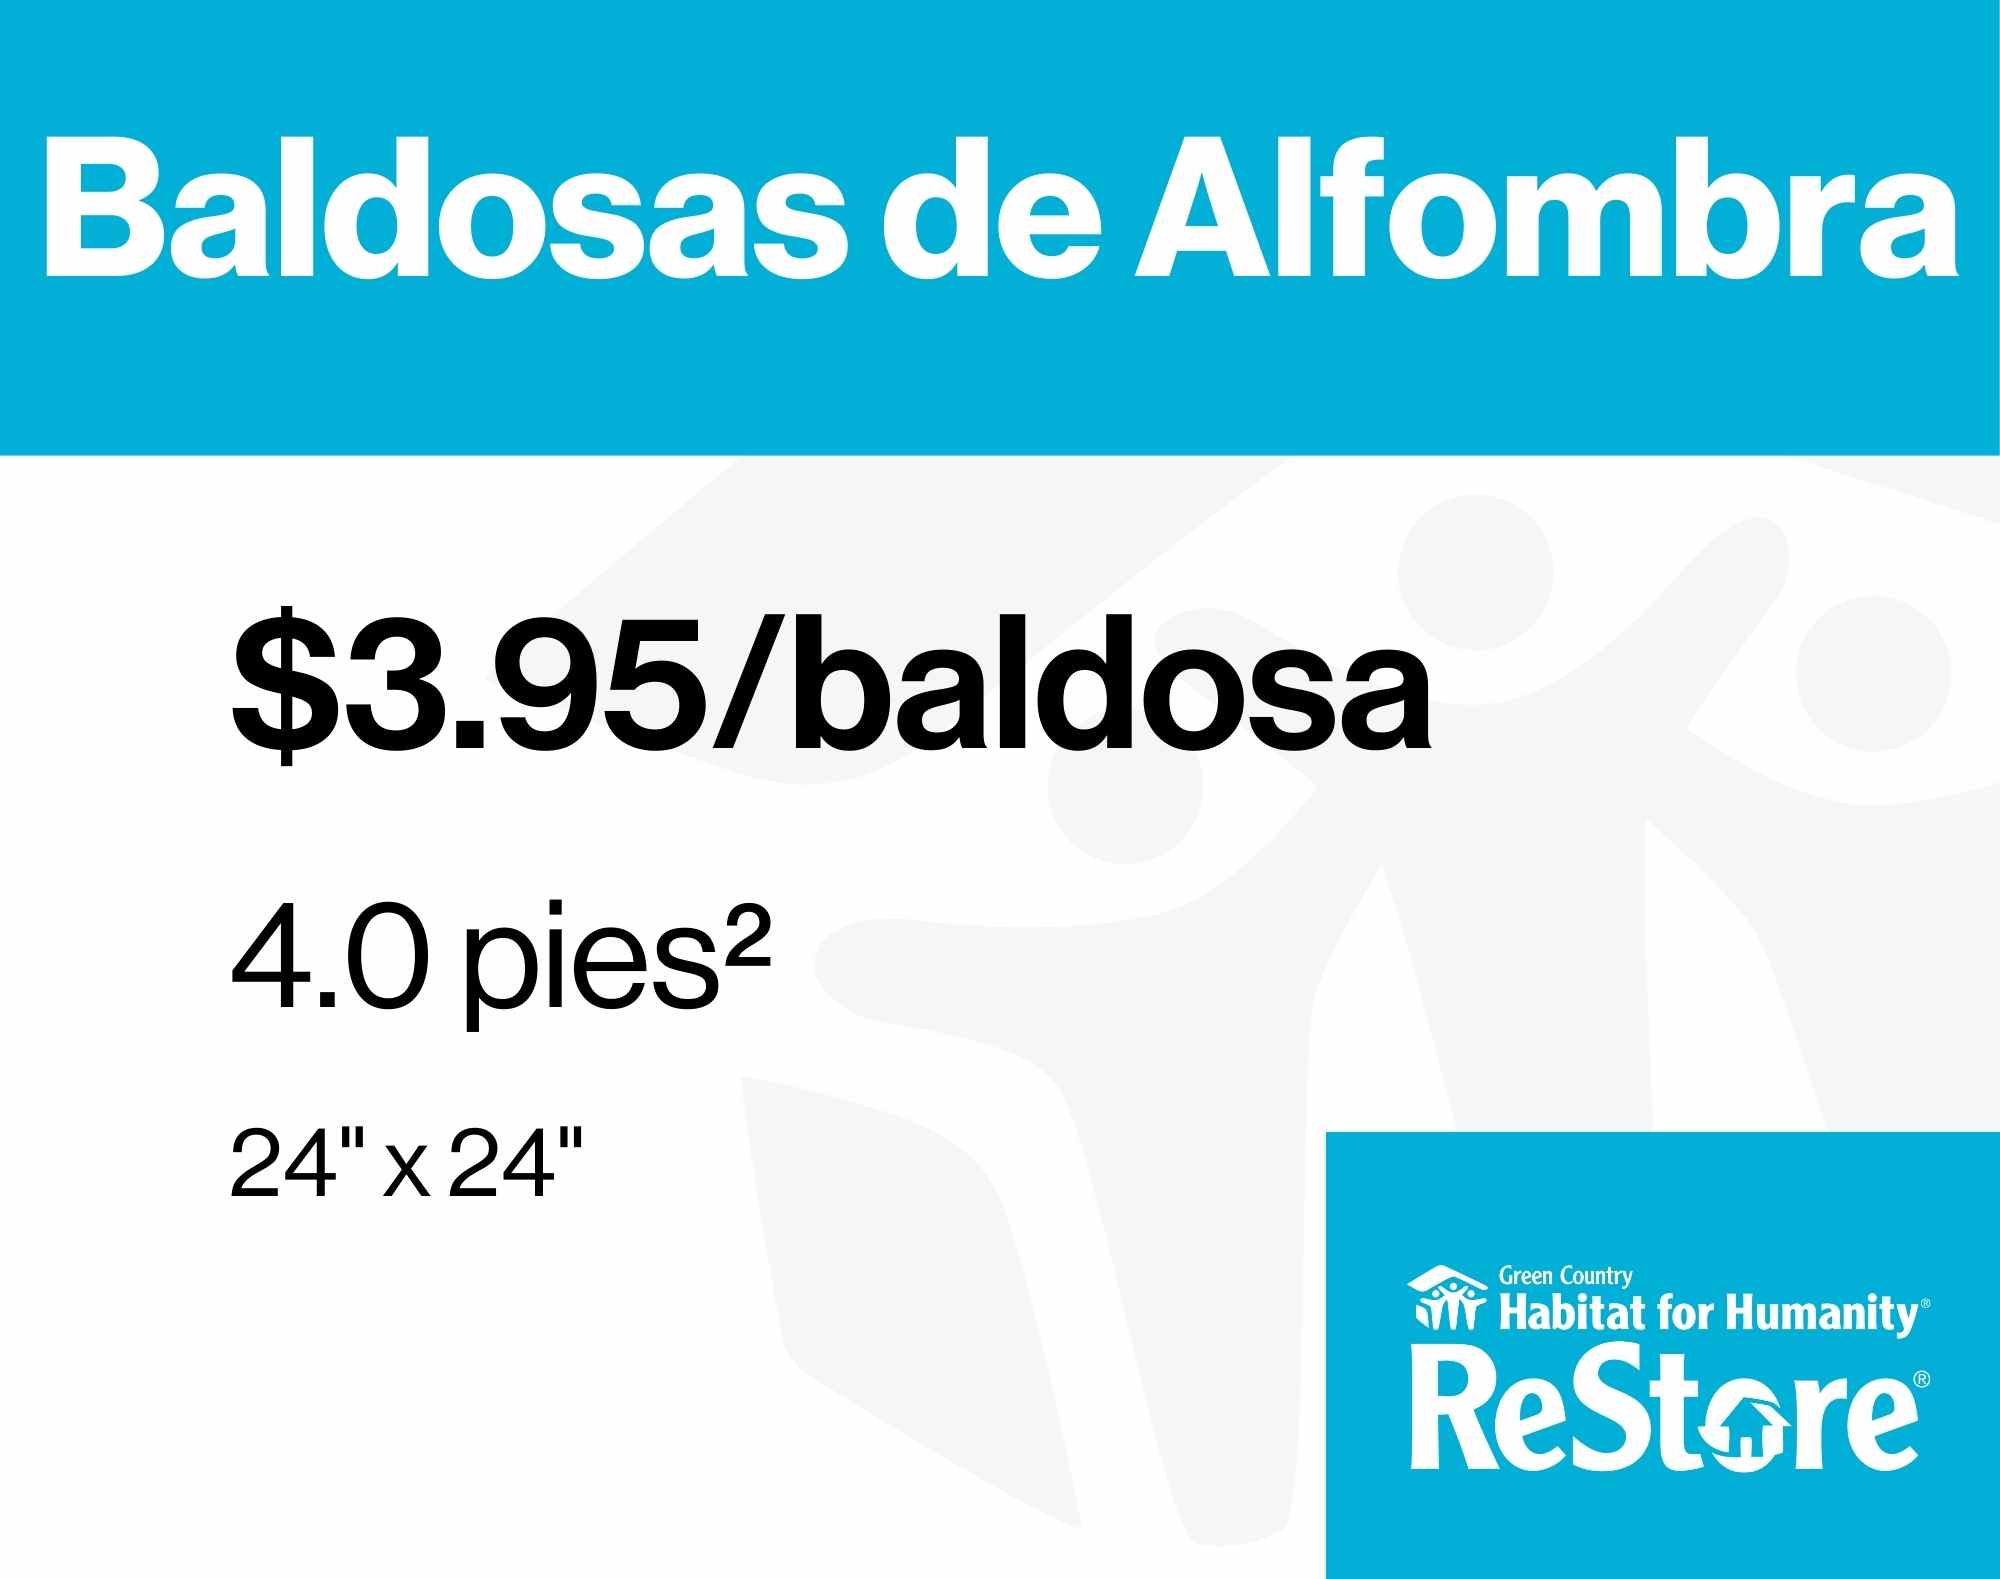 Baldosas de Alfombra
$3.95/baldosa
4.0 pies²
24" x 24"
Green Country
Habitat for Humanity®
ReStore®